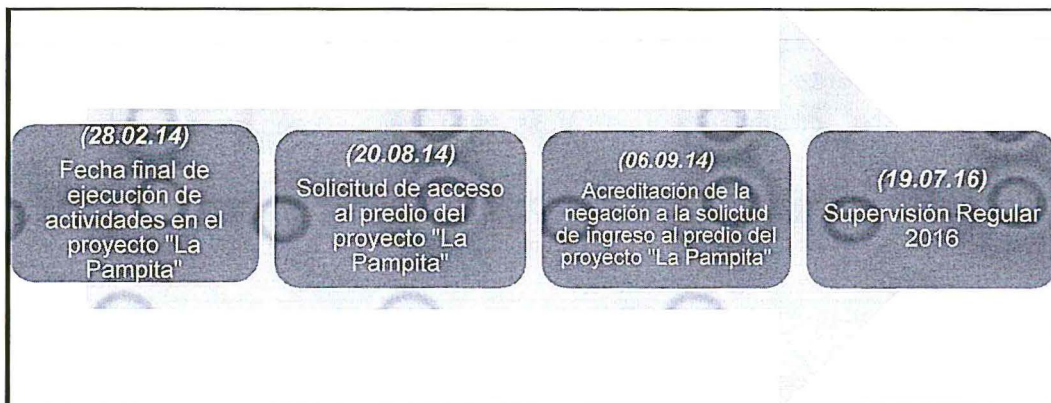 (28.02.14)
Fecha final de
ejecución de
actividades en el
proyecto "La
Pampita"
(20.08.14)
Solicitud de acceso
al predio del
proyecto "La
Pampita"
(06.09.14)
Acreditación de la
negación a la solictud
de ingreso al predio del
proyecto "La Pampita"
(19.07.16)
Supervisión Regular
2016